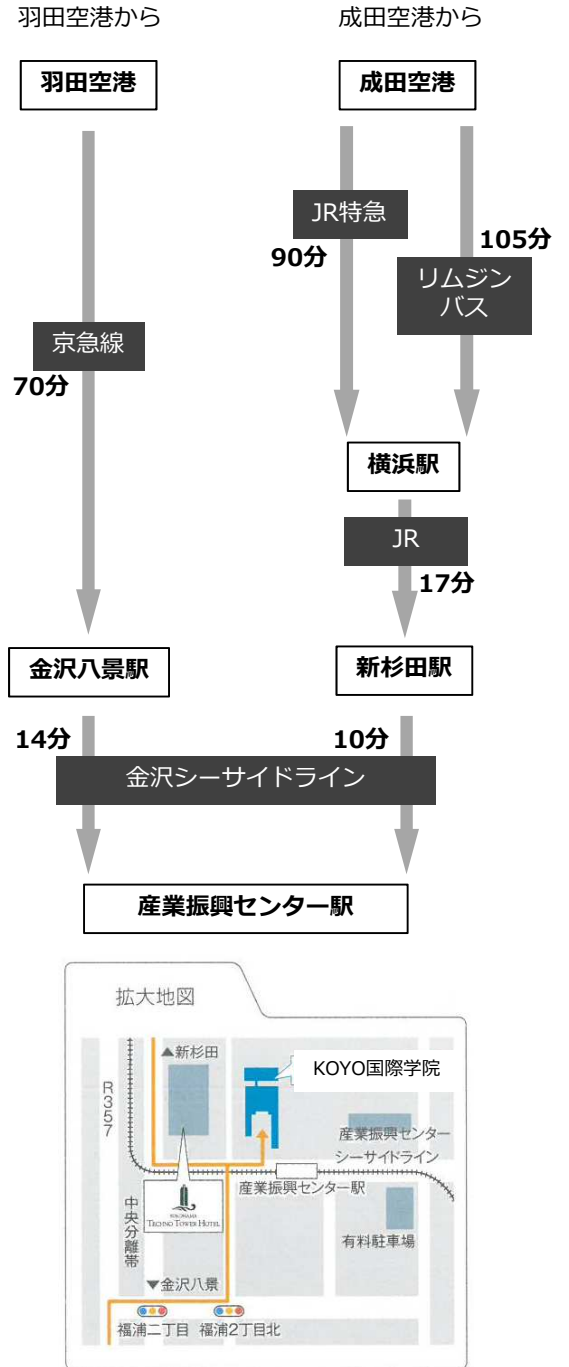 羽田空港から
成田空港から
羽田空港
成田空港
JR特急
90分
105分
リムジン
バス
京急線
70分
横浜駅
JR
17分
金沢八景駅
新杉田駅
14分
10分
金沢シーサイドライン
産業振興センター駅
拡大地図
▲新杉田
KOYO国際学院
R357
産業振興センター
シーサイドライン
産業振興センター駅
YOKOHAMA
TECHNO TOWER HOTEL
中央分離帯
有料駐車場
▼金沢八景
福浦二丁目
福浦2丁目北